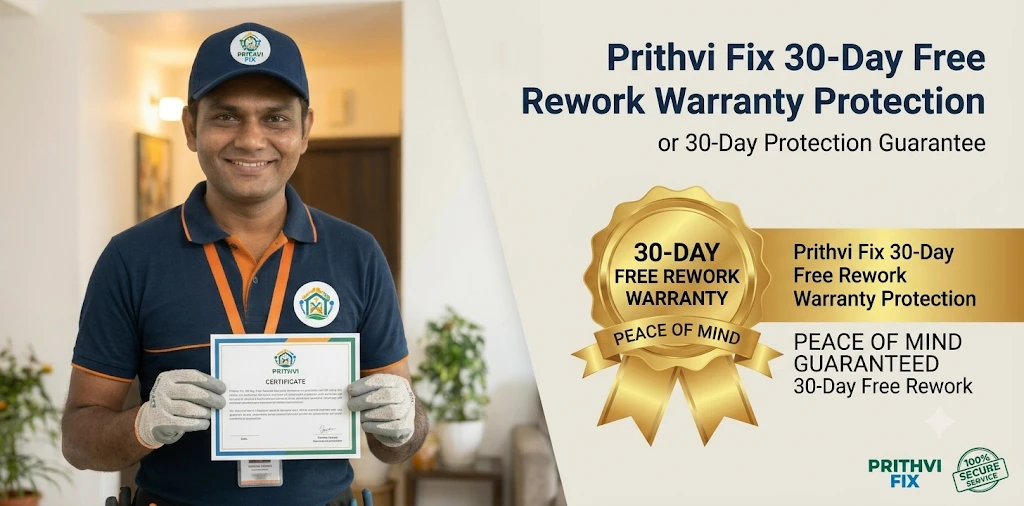 PRITHVI
FIX
Prithvi Fix 30-Day Free
Rework Warranty Protection
or 30-Day Protection Guarantee
30-DAY
FREE REWORK
WARRANTY
PEACE OF MIND
Prithvi Fix 30-Day
Free Rework
Warranty Protection
PEACE OF MIND
GUARANTEED
30-Day Free Rework
PRITHVI
CERTIFICATE
PRITHVI
FIX
100%
SECURE
SERVICE